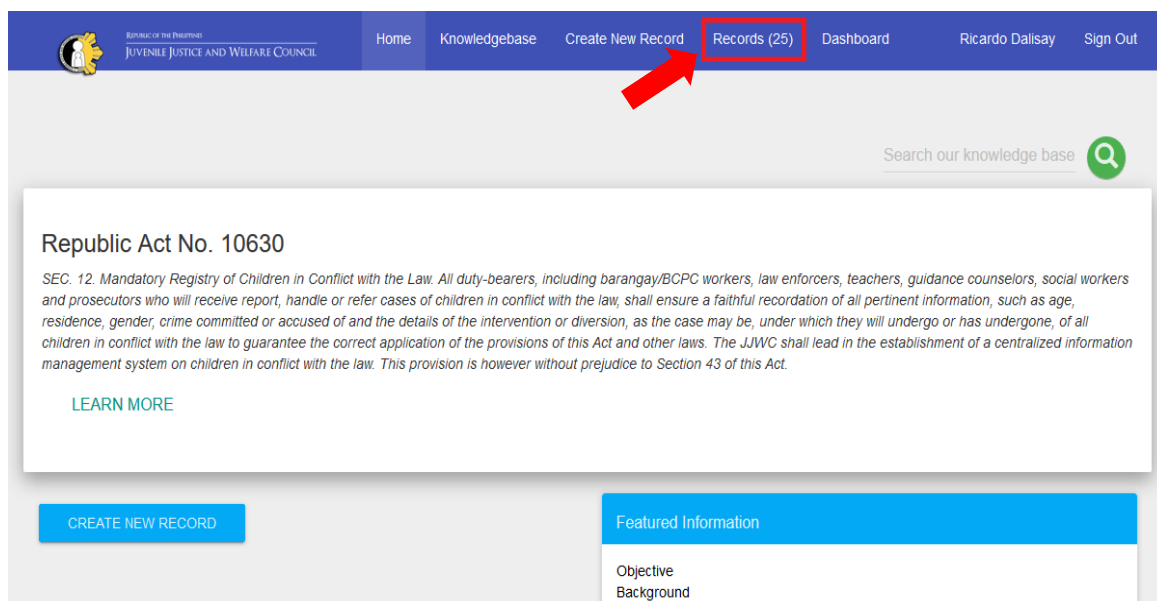 REPUBLIC OF THE PHILIPPINES
JUVENILE JUSTICE AND WELFARE COUNCIL
Home Knowledgebase Create New Record Records (25) Dashboard Ricardo Dalisay Sign Out
Search our knowledge base
Republic Act No. 10630
SEC. 12. Mandatory Registry of Children in Conflict with the Law. All duty-bearers, including barangay/BCPC workers, law enforcers, teachers, guidance counselors, social workers
and prosecutors who will receive report, handle or refer cases of children in conflict with the law, shall ensure a faithful recordation of all pertinent information, such as age,
residence, gender, crime committed or accused of and the details of the intervention or diversion, as the case may be, under which they will undergo or has undergone, of all
children in conflict with the law to guarantee the correct application of the provisions of this Act and other laws. The JJWC shall lead in the establishment of a centralized information
management system on children in conflict with the law. This provision is however without prejudice to Section 43 of this Act.
LEARN MORE
CREATE NEW RECORD
Featured Information
Objective
Background